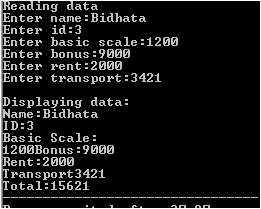 Reading data
Enter name:Bidhata
Enter id:3
Enter basic scale:1200
Enter bonus:9000
Enter rent:2000
Enter transport:3421
Displaying data:
Name:Bidhata
ID:3
Basic Scale:
1200Bonus:9000
Rent:2000
Transport3421
Total:15621
--------------------------------